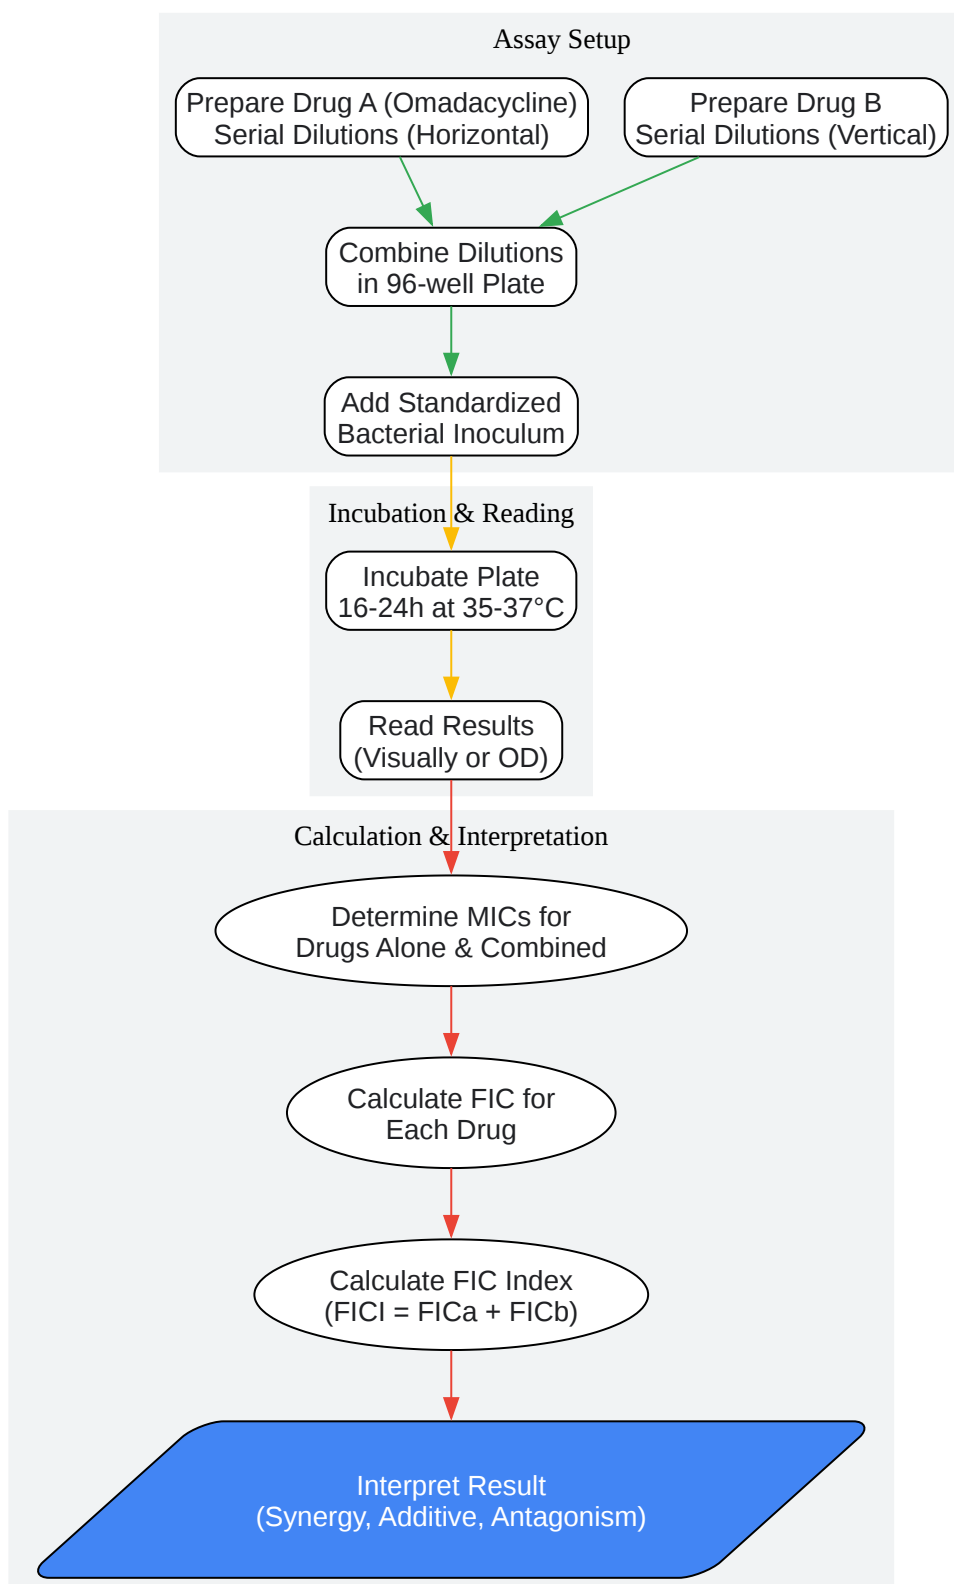 Assay Setup
Prepare Drug A (Omadacycline)
Serial Dilutions (Horizontal)
Prepare Drug B
Serial Dilutions (Vertical)
Combine Dilutions
in 96-well Plate
Add Standardized
Bacterial Inoculum
Incubation & Reading
Incubate Plate
16-24h at 35-37°C
Read Results
(Visually or OD)
Calculation & Interpretation
Determine MICs for
Drugs Alone & Combined
Calculate FIC for
Each Drug
Calculate FIC Index
(FICI = FICa + FICb)
Interpret Result
(Synergy, Additive, Antagonism)